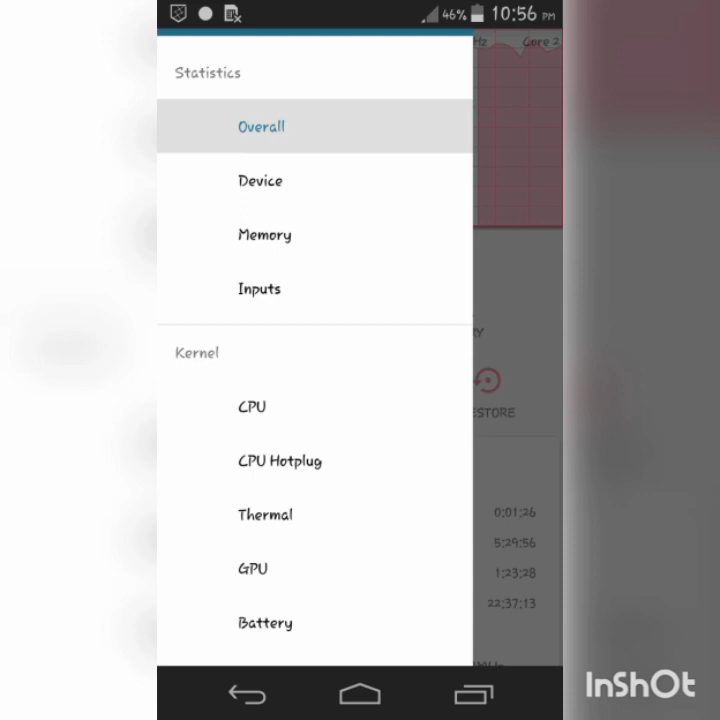 46% 10:56 PM
Hz Core 2
Statistics
Overall
Device
Memory
Inputs
Kernel
CPU
CPU Hotplug
Thermal
GPU
Battery
RY
ESTORE
0:01:26
5:29:56
1:23:28
22:37:13
InShOt